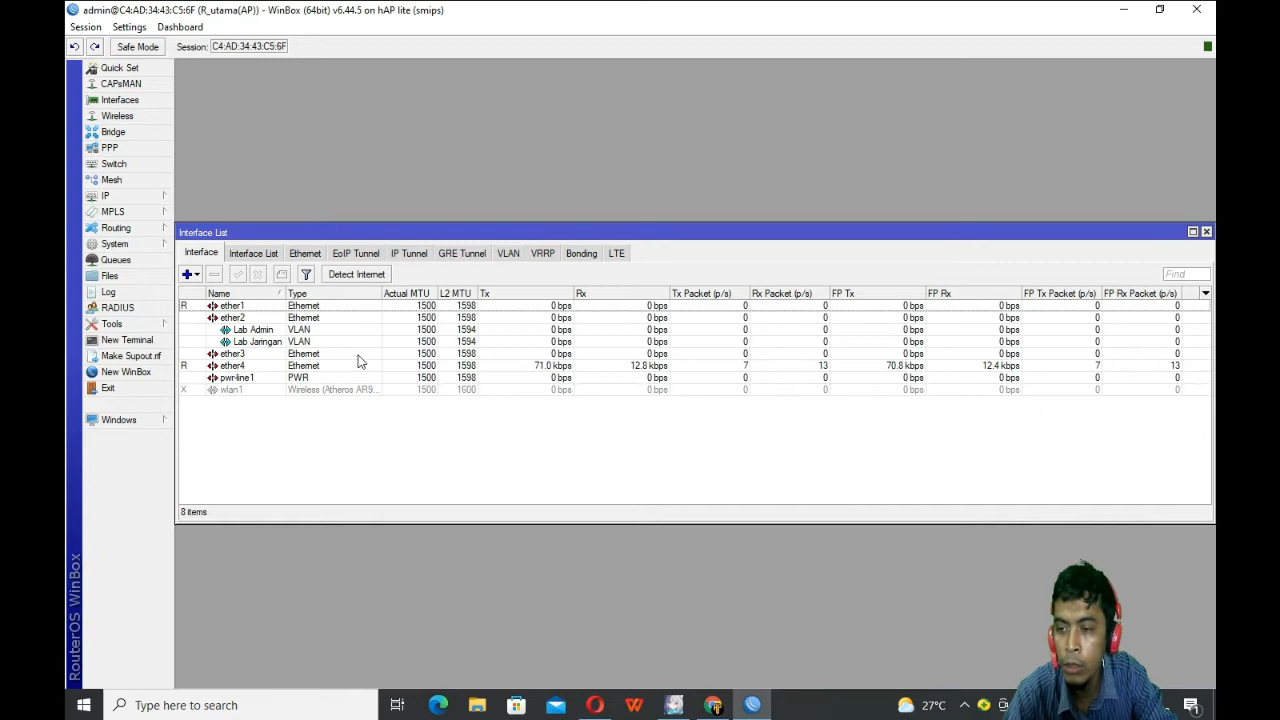 admin@C4:AD:34:43:C5:6F (R_utama(AP)) - WinBox (64bit) v6.44.5 on hAP lite (smips)
Session Settings Dashboard
Safe Mode Session: C4:AD:34:43:C5:6F
Quick Set
CAPsMAN
Interfaces
Wireless
Bridge
PPP
Switch
Mesh
IP
MPLS
Routing
System
Queues
Files
Log
RADIUS
Tools
New Terminal
Make Supout.rif
New WinBox
Exit
Windows
RouterOS WinBox
Interface List
Interface Interface List Ethernet EoIP Tunnel IP Tunnel GRE Tunnel VLAN VRRP Bonding LTE
Detect Internet Find
Name Type Actual MTU L2 MTU Tx Rx Tx Packet (p/s) Rx Packet (p/s) FP Tx FP Rx FP Tx Packet (p/s) FP Rx Packet (p/s)
R ether1 Ethernet 1500 1598 0 bps 0 bps 0 0 0 bps 0 bps 0 0
ether2 Ethernet 1500 1598 0 bps 0 bps 0 0 0 bps 0 bps 0 0
Lab Admin VLAN 1500 1594 0 bps 0 bps 0 0 0 bps 0 bps 0 0
Lab Jaringan VLAN 1500 1594 0 bps 0 bps 0 0 0 bps 0 bps 0 0
ether3 Ethernet 1500 1598 0 bps 0 bps 0 0 0 bps 0 bps 0 0
R ether4 Ethernet 1500 1598 71.0 kbps 12.8 kbps 7 13 70.8 kbps 12.4 kbps 7 13
pwr-line1 PWR 1500 1598 0 bps 0 bps 0 0 0 bps 0 bps 0 0
X wlan1 Wireless (Atheros AR9... 1500 1600 0 bps 0 bps 0 0 0 bps 0 bps 0 0
8 items
Type here to search
27°C
1